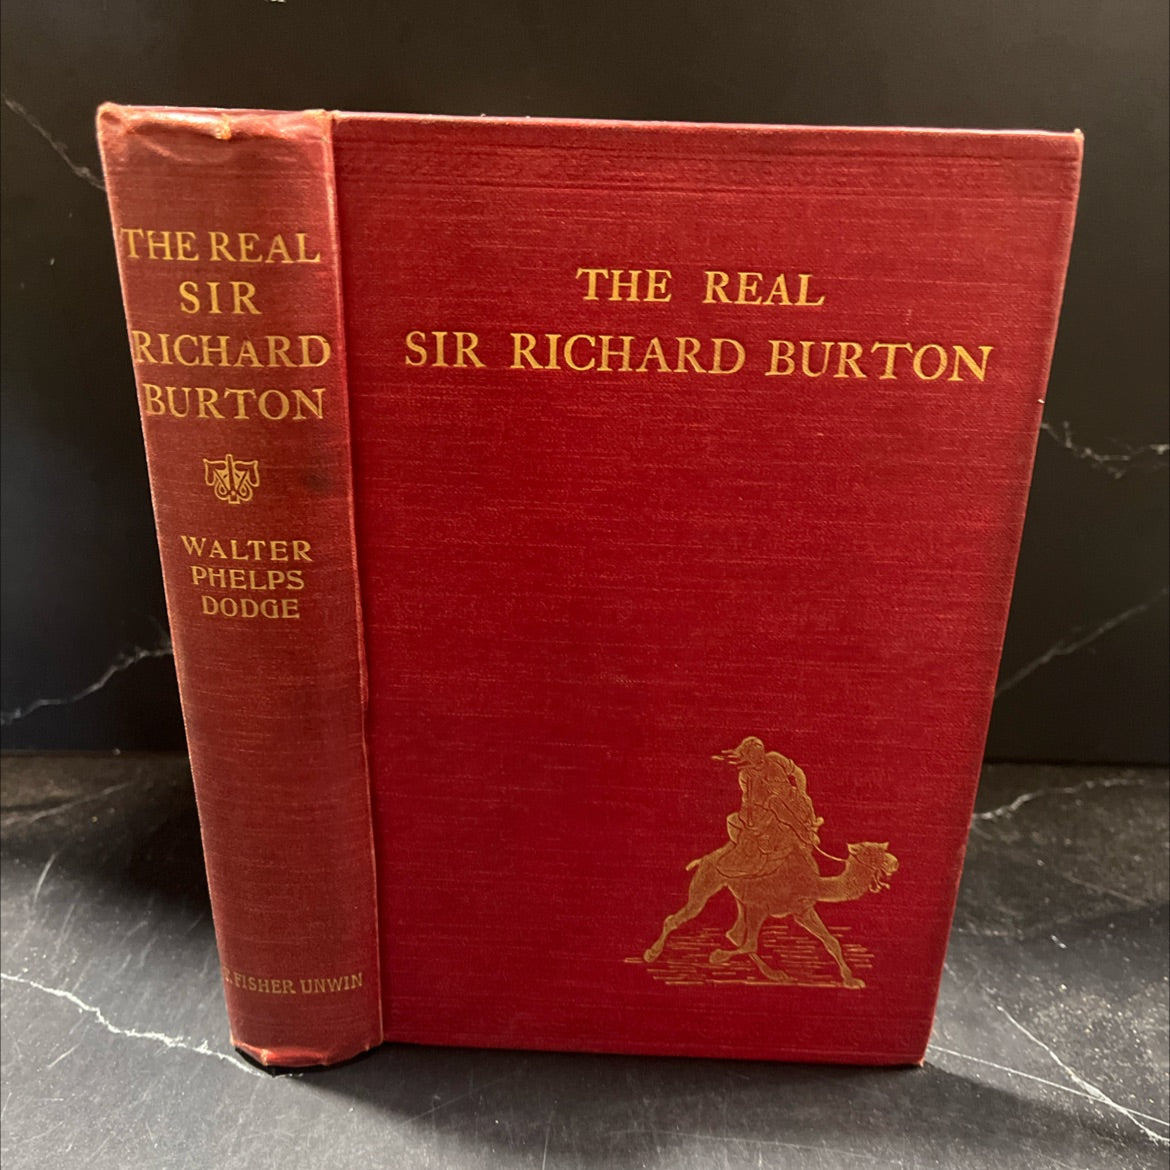 THE REAL
SIR
RICHARD
BURTON
WALTER
PHELPS
DODGE
FISHER UNWIN
THE REAL
SIR RICHARD BURTON